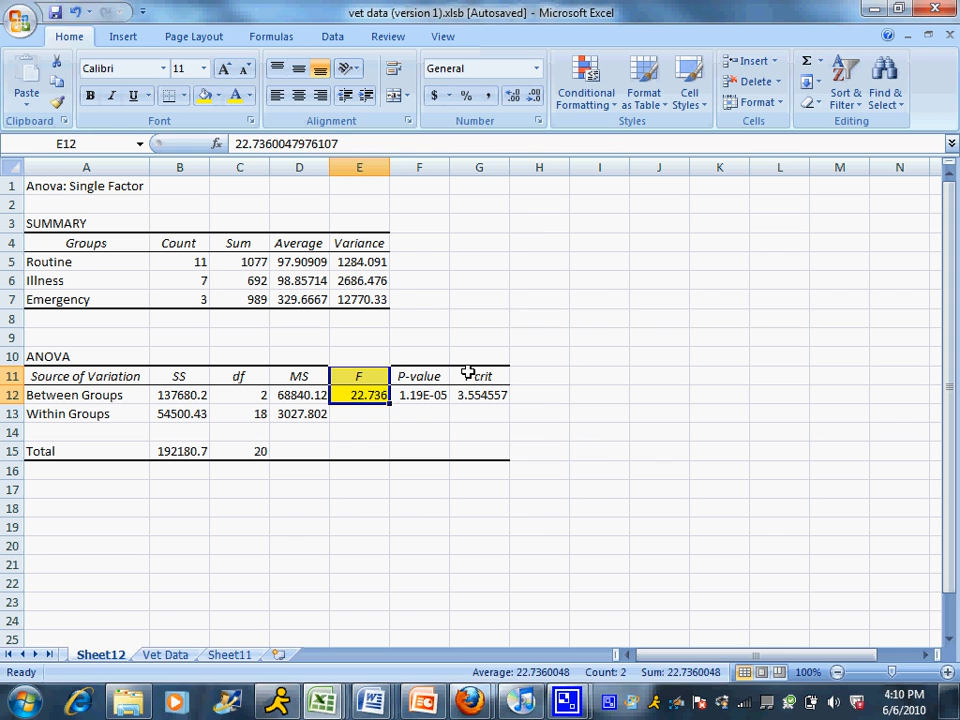 vet data (version 1).xlsb [Autosaved] - Microsoft Excel
Home Insert Page Layout Formulas Data Review View
Paste Calibri 11 A A General Conditional Formatting Format as Table Cell Styles Insert Delete Format Sort & Filter Find & Select
B I U A $ % , .0 .00 .00 .0 Σ
Clipboard Font Alignment Number Styles Cells Editing
E12 fx 22.7360047976107
A B C D E F G H I J K L M N
1 Anova: Single Factor
2
3 SUMMARY
4 Groups Count Sum Average Variance
5 Routine 11 1077 97.90909 1284.091
6 Illness 7 692 98.85714 2686.476
7 Emergency 3 989 329.6667 12770.33
8
9
10 ANOVA
11 Source of Variation SS df MS F P-value crit
12 Between Groups 137680.2 2 68840.12 22.736 1.19E-05 3.554557
13 Within Groups 54500.43 18 3027.802
14
15 Total 192180.7 20
16
17
18
19
20
21
22
23
24
25
Sheet12 Vet Data Sheet11
Ready Average: 22.7360048 Count: 2 Sum: 22.7360048 100%
4:10 PM
6/6/2010